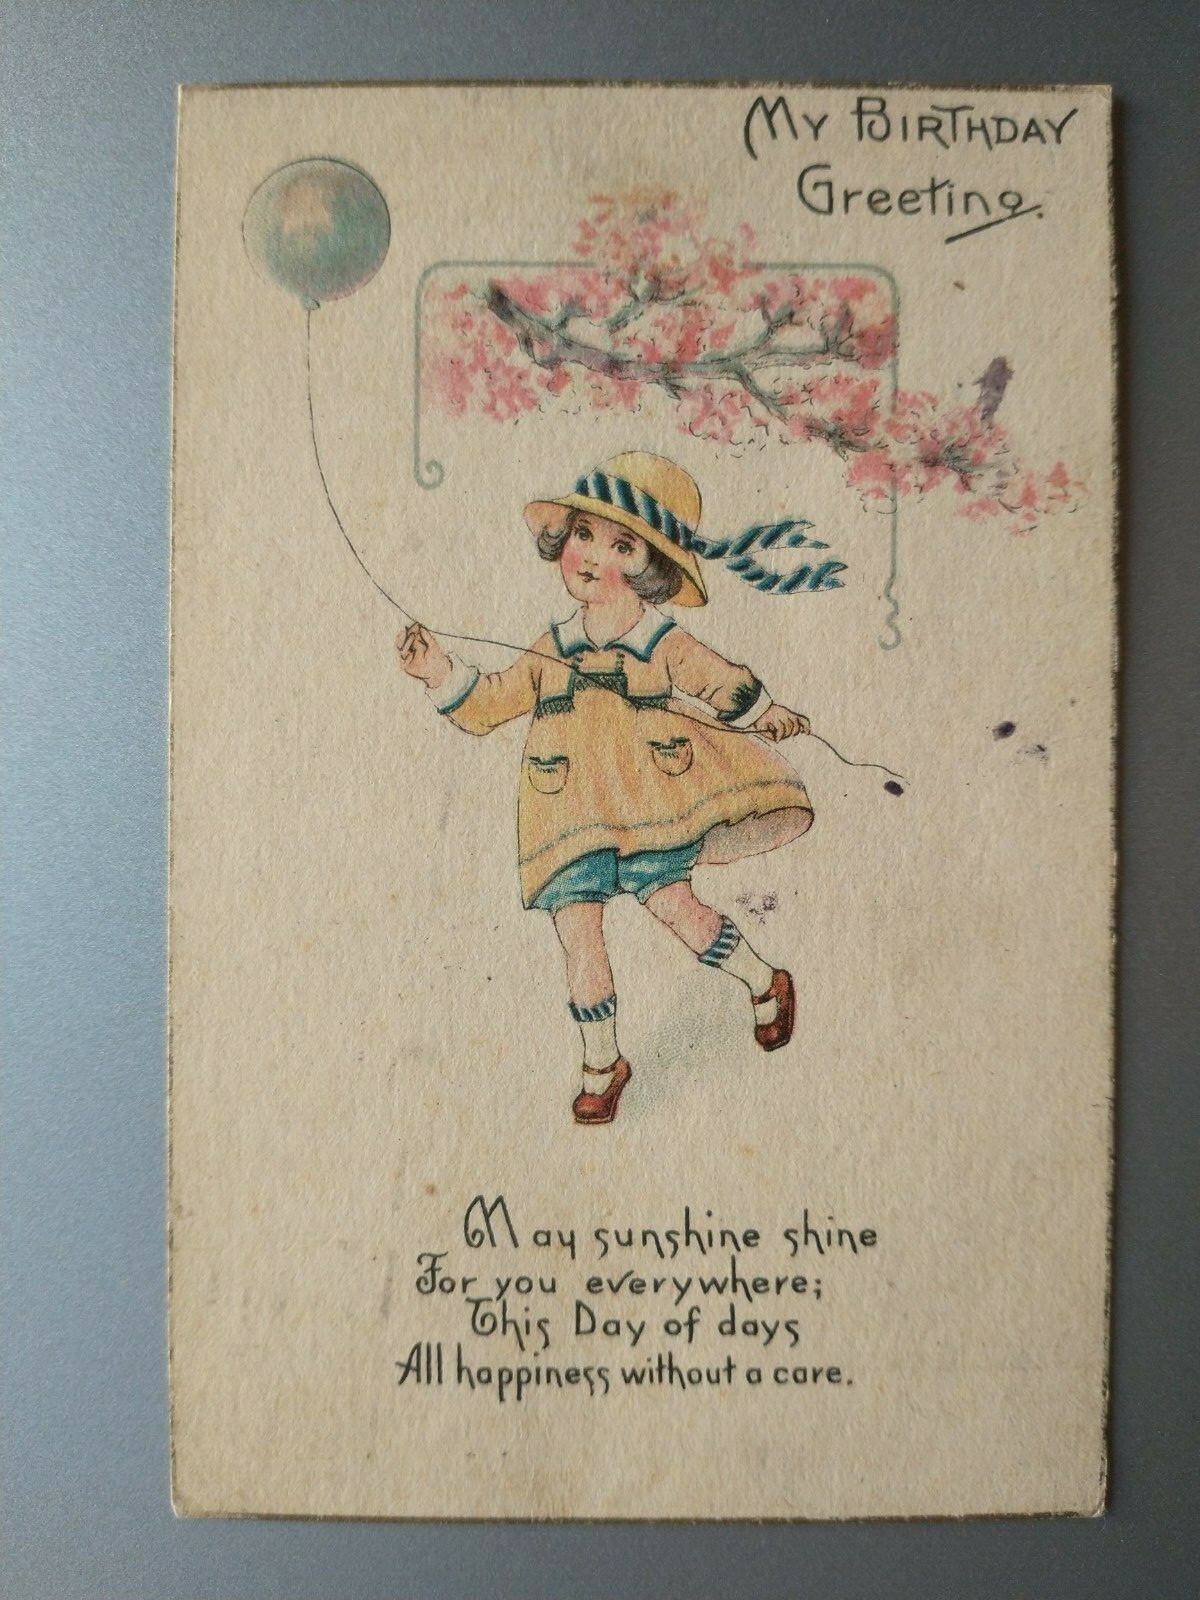 My BIRTHDAY
Greeting.
May sunshine shine
For you everywhere;
This Day of days
All happiness without a care.